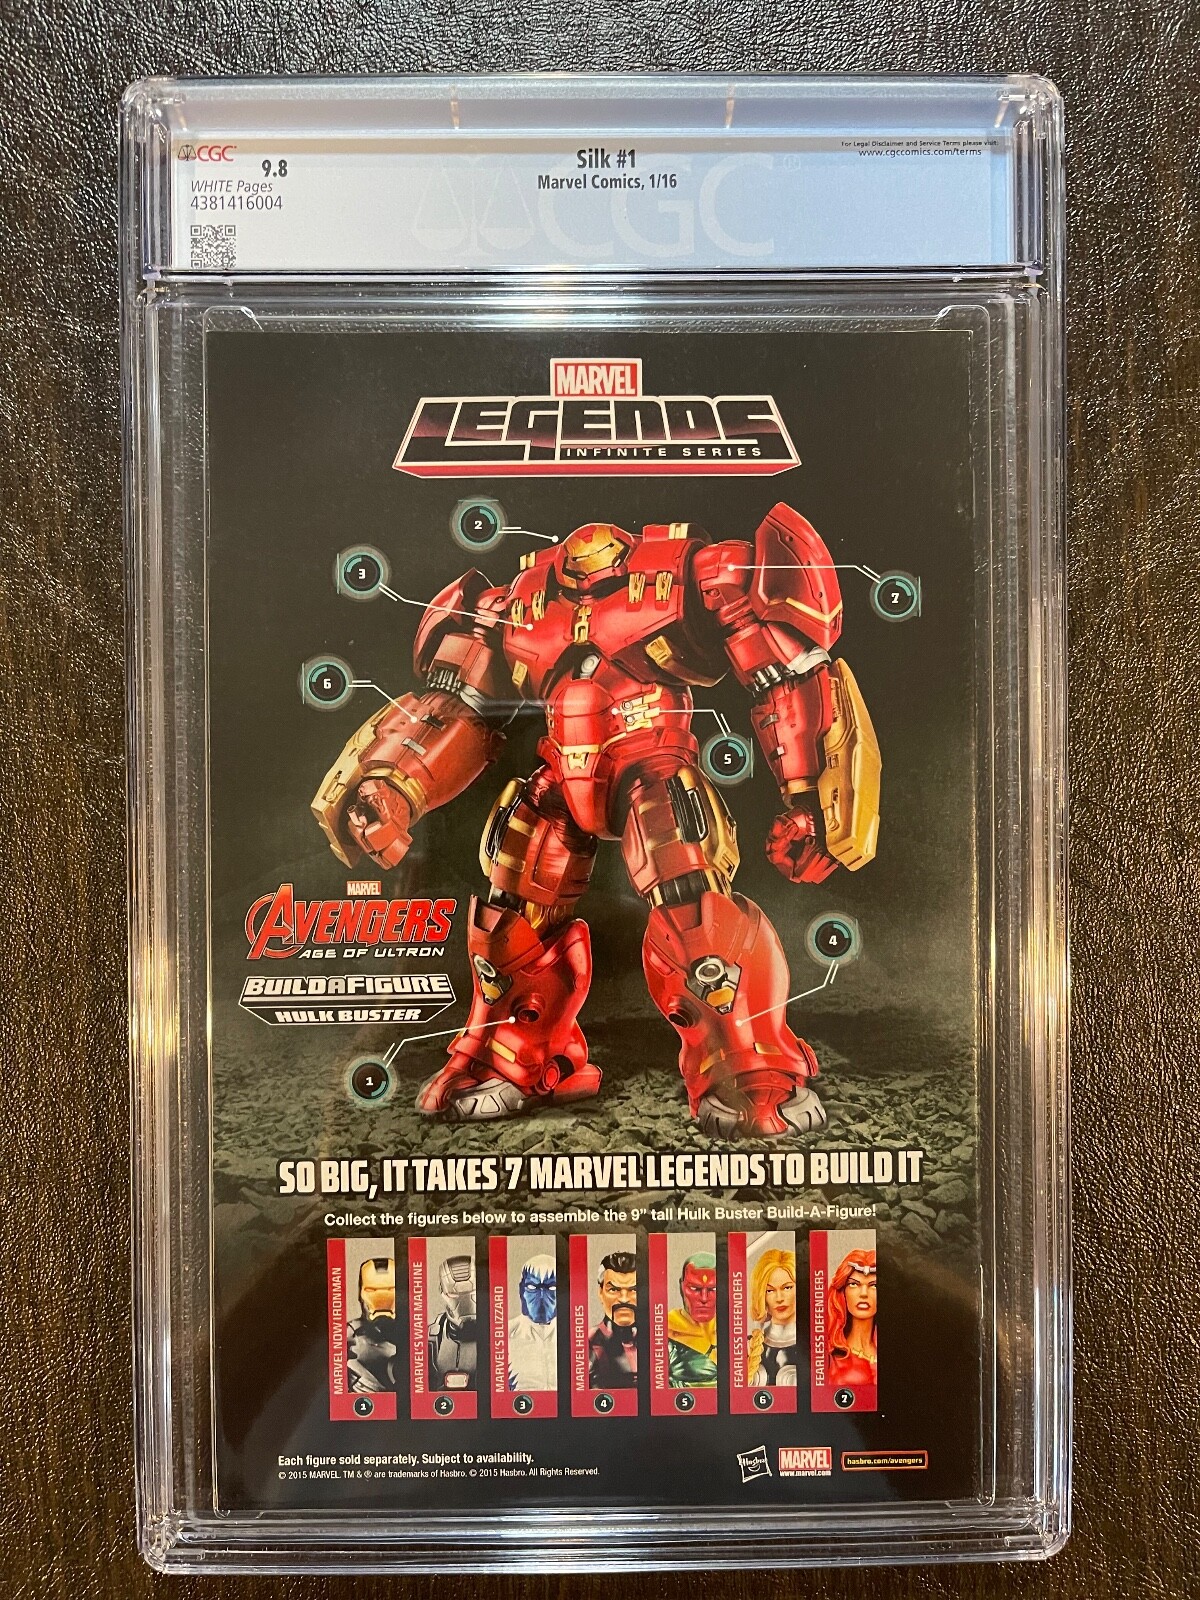 CGC
9.8
WHITE Pages
4381416004
Silk #1
Marvel Comics, 1/16
For Legal Disclaimer and Service Terms please visit:
www.cgccomics.com/terms
CGC
MARVEL
LEGENDS
INFINITE SERIES
2
3
7
6
5
4
1
MARVEL
AVENGERS
AGE OF ULTRON
BUILDAFIGURE
HULK BUSTER
SO BIG, IT TAKES 7 MARVEL LEGENDS TO BUILD IT
Collect the figures below to assemble the 9" tall Hulk Buster Build-A-Figure!
MARVEL NOW IRONMAN
1
MARVEL'S WAR MACHINE
2
MARVEL'S BLIZZARD
3
MARVEL HEROES
4
MARVEL HEROES
5
FEARLESS DEFENDERS
6
FEARLESS DEFENDERS
7
Each figure sold separately. Subject to availability.
© 2015 MARVEL. TM & ® are trademarks of Hasbro. © 2015 Hasbro. All Rights Reserved.
Hasbro
MARVEL
www.marvel.com
hasbro.com/avengers